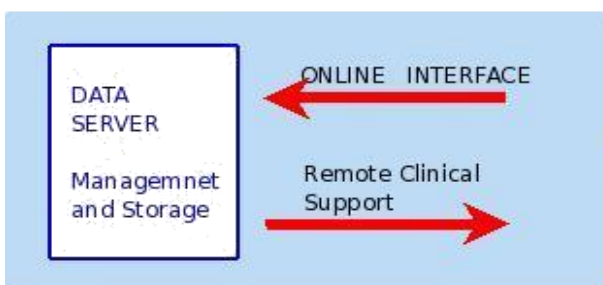 DATA
SERVER
Managemnet
and Storage
ONLINE INTERFACE
Remote Clinical
Support